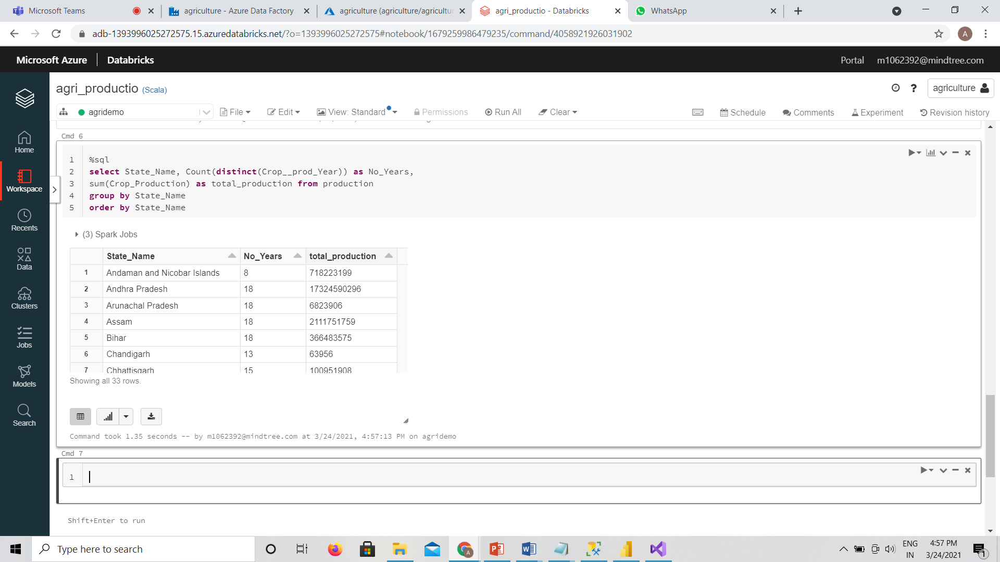 Microsoft Teams
agriculture - Azure Data Factory
agriculture (agriculture/agricultu
agri_productio - Databricks
WhatsApp
adb-1393996025272575.15.azuredatabricks.net/?o=1393996025272575#notebook/1679259986479235/command/4058921926031902
A
Microsoft Azure
Databricks
Portal
m1062392@mindtree.com
agri_productio (Scala)
?
agriculture
agridemo
File
Edit
View: Standard
Permissions
Run All
Clear
Schedule
Comments
Experiment
Revision history
Home
Workspace
Recents
Data
Clusters
Jobs
Models
Search
Cmd 6
1 %sql
2 select State_Name, Count(distinct(Crop__prod_Year)) as No_Years,
3 sum(Crop_Production) as total_production from production
4 group by State_Name
5 order by State_Name
(3) Spark Jobs
State_Name No_Years total_production
1 Andaman and Nicobar Islands 8 718223199
2 Andhra Pradesh 18 17324590296
3 Arunachal Pradesh 18 6823906
4 Assam 18 2111751759
5 Bihar 18 366483575
6 Chandigarh 13 63956
7 Chhattisgarh 15 100951908
Showing all 33 rows.
Command took 1.35 seconds -- by m1062392@mindtree.com at 3/24/2021, 4:57:13 PM on agridemo
Cmd 7
1
Shift+Enter to run
Type here to search
ENG
IN
4:57 PM
3/24/2021
1